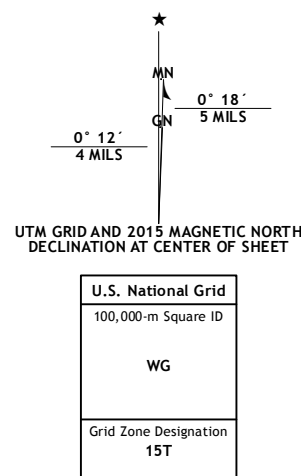 ★
MN
0° 18´
5 MILS
GN
0° 12´
4 MILS
UTM GRID AND 2015 MAGNETIC NORTH
DECLINATION AT CENTER OF SHEET
U.S. National Grid
100,000-m Square ID
WG
Grid Zone Designation
15T